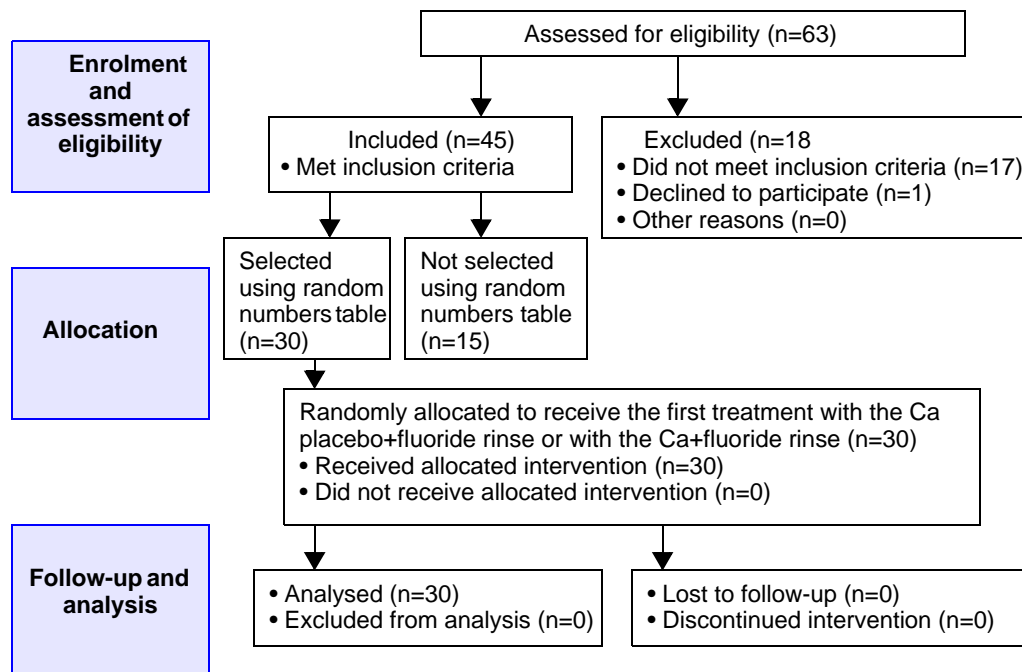 Assessed for eligibility (n=63)
Enrolment
and
assessment of
eligibility
Included (n=45)
• Met inclusion criteria
Excluded (n=18
• Did not meet inclusion criteria (n=17)
• Declined to participate (n=1)
• Other reasons (n=0)
Allocation
Selected
using random
numbers table
(n=30)
Not selected
using random
numbers table
(n=15)
Randomly allocated to receive the first treatment with the Ca
placebo+fluoride rinse or with the Ca+fluoride rinse (n=30)
• Received allocated intervention (n=30)
• Did not receive allocated intervention (n=0)
Follow-up and
analysis
• Analysed (n=30)
• Excluded from analysis (n=0)
• Lost to follow-up (n=0)
• Discontinued intervention (n=0)